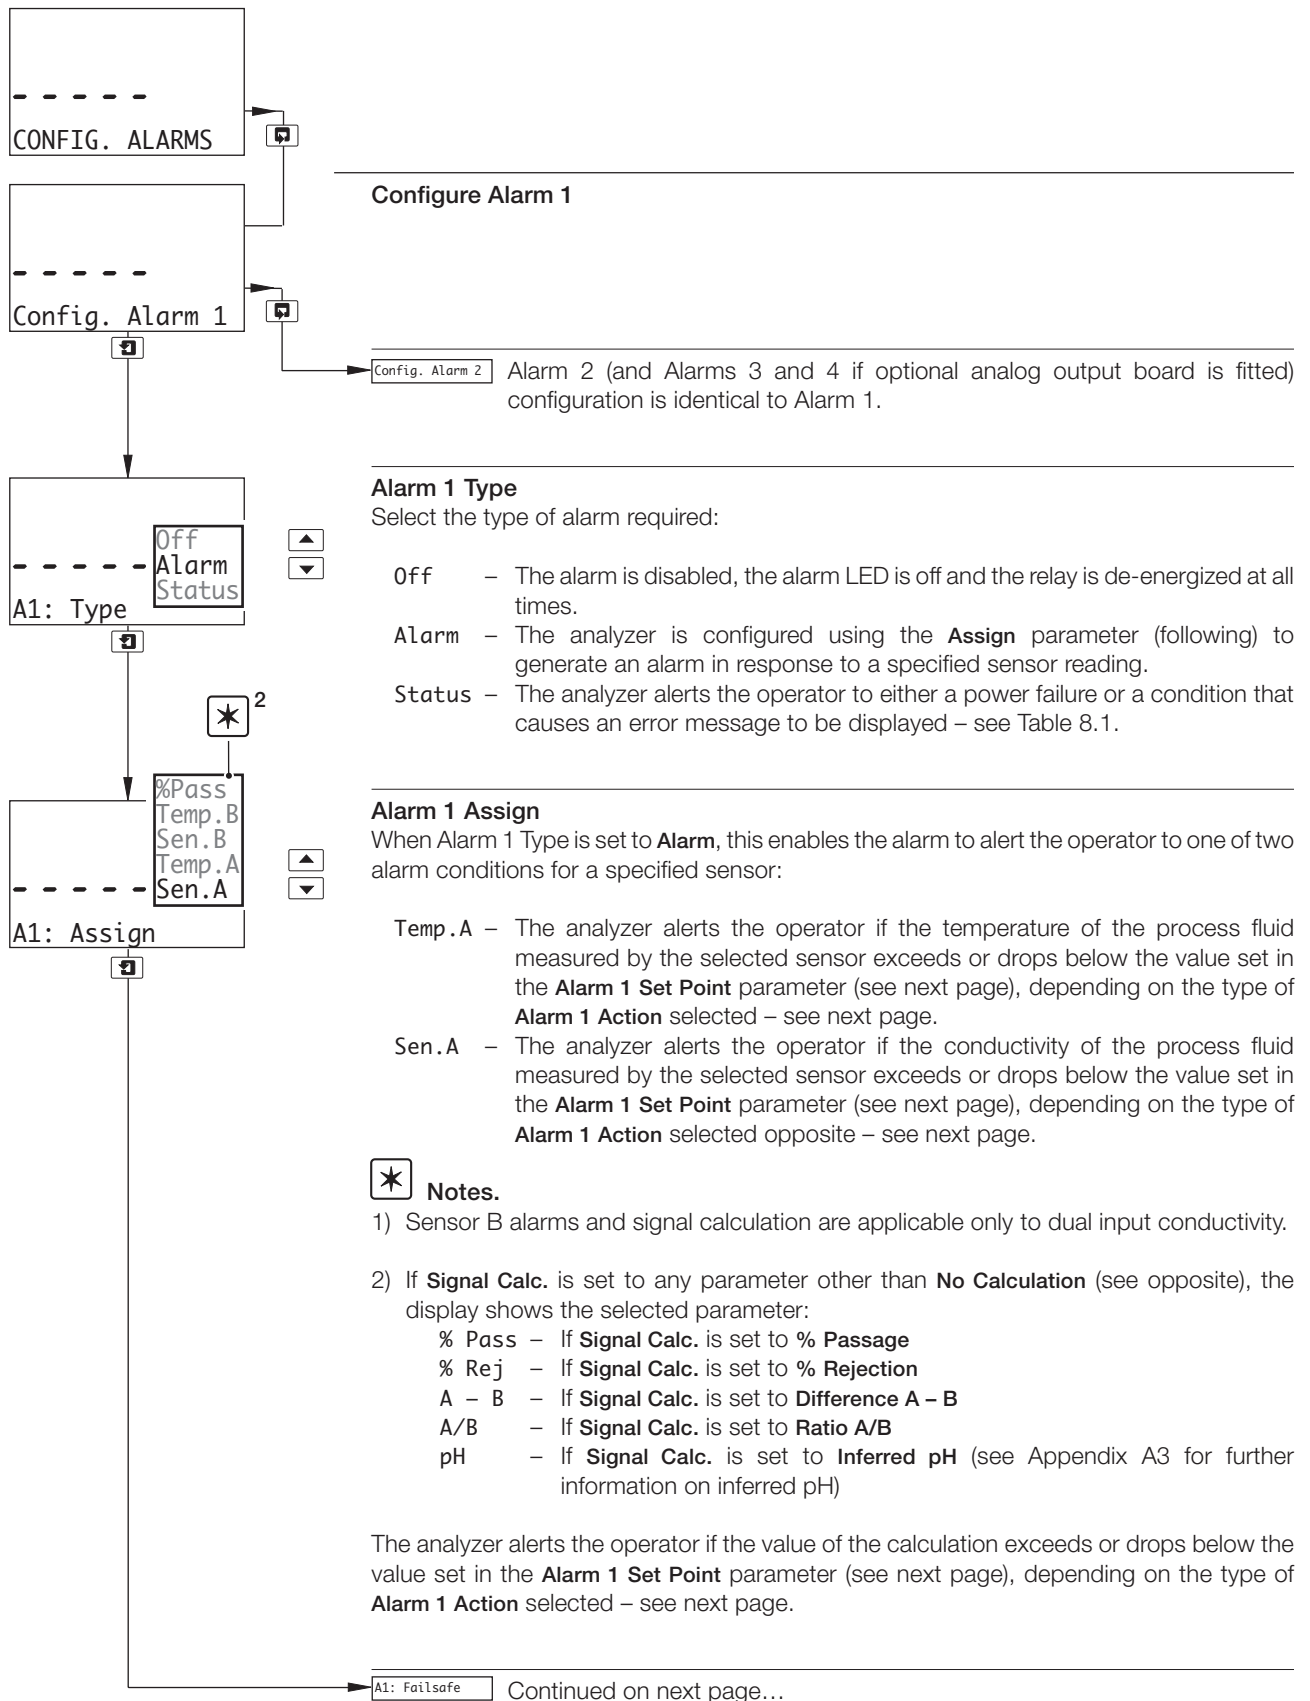 CONFIG. ALARMS
Configure Alarm 1
Config. Alarm 1
Config. Alarm 2
Alarm 2 (and Alarms 3 and 4 if optional analog output board is fitted)
configuration is identical to Alarm 1.
Off
Alarm
Status
A1: Type
Alarm 1 Type
Select the type of alarm required:
Off – The alarm is disabled, the alarm LED is off and the relay is de-energized at all
times.
Alarm – The analyzer is configured using the Assign parameter (following) to
generate an alarm in response to a specified sensor reading.
Status – The analyzer alerts the operator to either a power failure or a condition that
causes an error message to be displayed – see Table 8.1.
2
%Pass
Temp.B
Sen.B
Temp.A
Sen.A
A1: Assign
Alarm 1 Assign
When Alarm 1 Type is set to Alarm, this enables the alarm to alert the operator to one of two
alarm conditions for a specified sensor:
Temp.A – The analyzer alerts the operator if the temperature of the process fluid
measured by the selected sensor exceeds or drops below the value set in
the Alarm 1 Set Point parameter (see next page), depending on the type of
Alarm 1 Action selected – see next page.
Sen.A – The analyzer alerts the operator if the conductivity of the process fluid
measured by the selected sensor exceeds or drops below the value set in
the Alarm 1 Set Point parameter (see next page), depending on the type of
Alarm 1 Action selected opposite – see next page.
Notes.
1) Sensor B alarms and signal calculation are applicable only to dual input conductivity.
2) If Signal Calc. is set to any parameter other than No Calculation (see opposite), the
display shows the selected parameter:
% Pass – If Signal Calc. is set to % Passage
% Rej – If Signal Calc. is set to % Rejection
A – B – If Signal Calc. is set to Difference A – B
A/B – If Signal Calc. is set to Ratio A/B
pH – If Signal Calc. is set to Inferred pH (see Appendix A3 for further
information on inferred pH)
The analyzer alerts the operator if the value of the calculation exceeds or drops below the
value set in the Alarm 1 Set Point parameter (see next page), depending on the type of
Alarm 1 Action selected – see next page.
A1: Failsafe
Continued on next page…